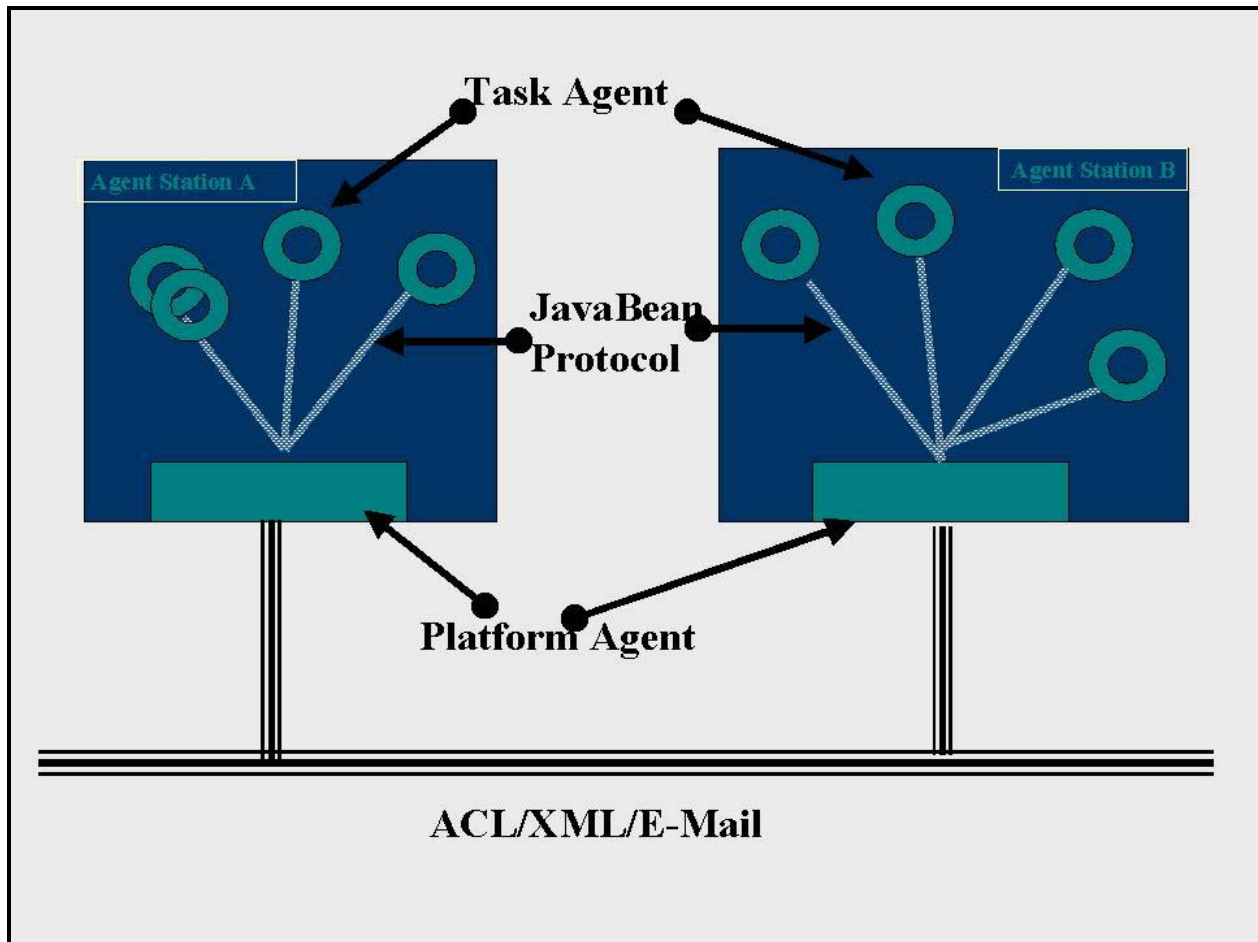 Task Agent
Agent Station A
Agent Station B
JavaBean
Protocol
Platform Agent
ACL/XML/E-Mail